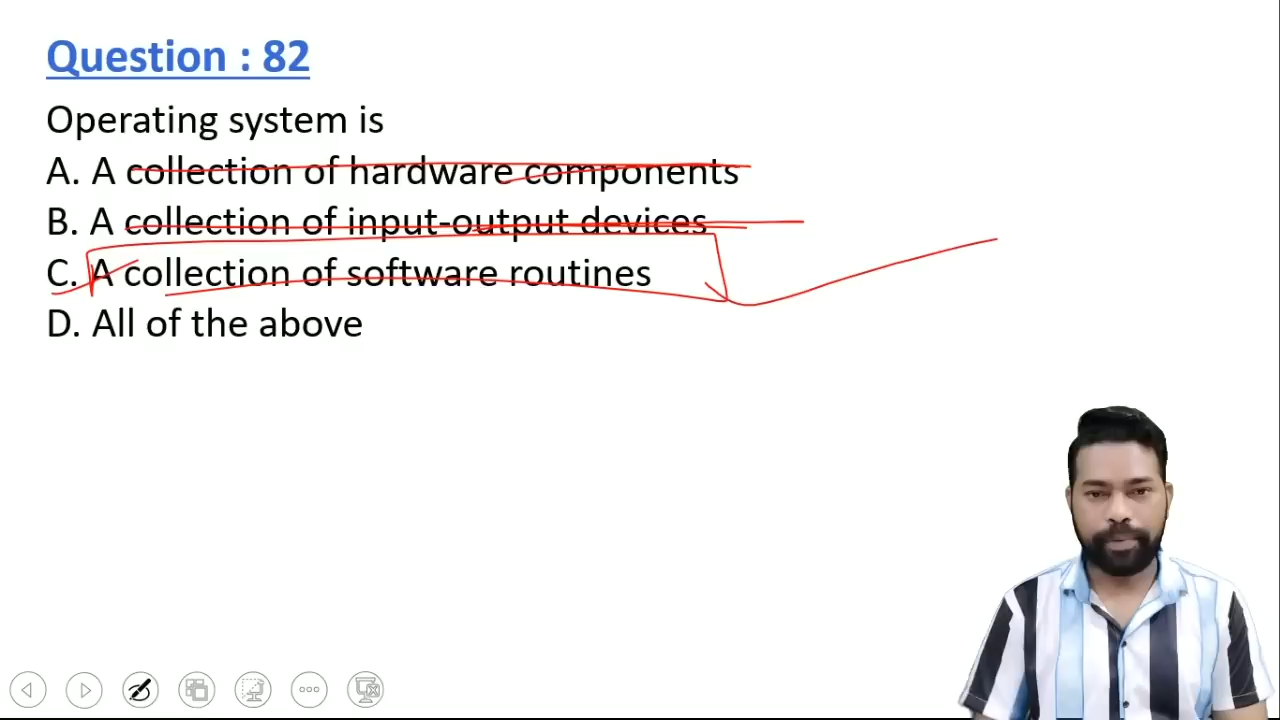 Question : 82
Operating system is
A. A collection of hardware components
B. A collection of input-output devices
C. A collection of software routines
D. All of the above